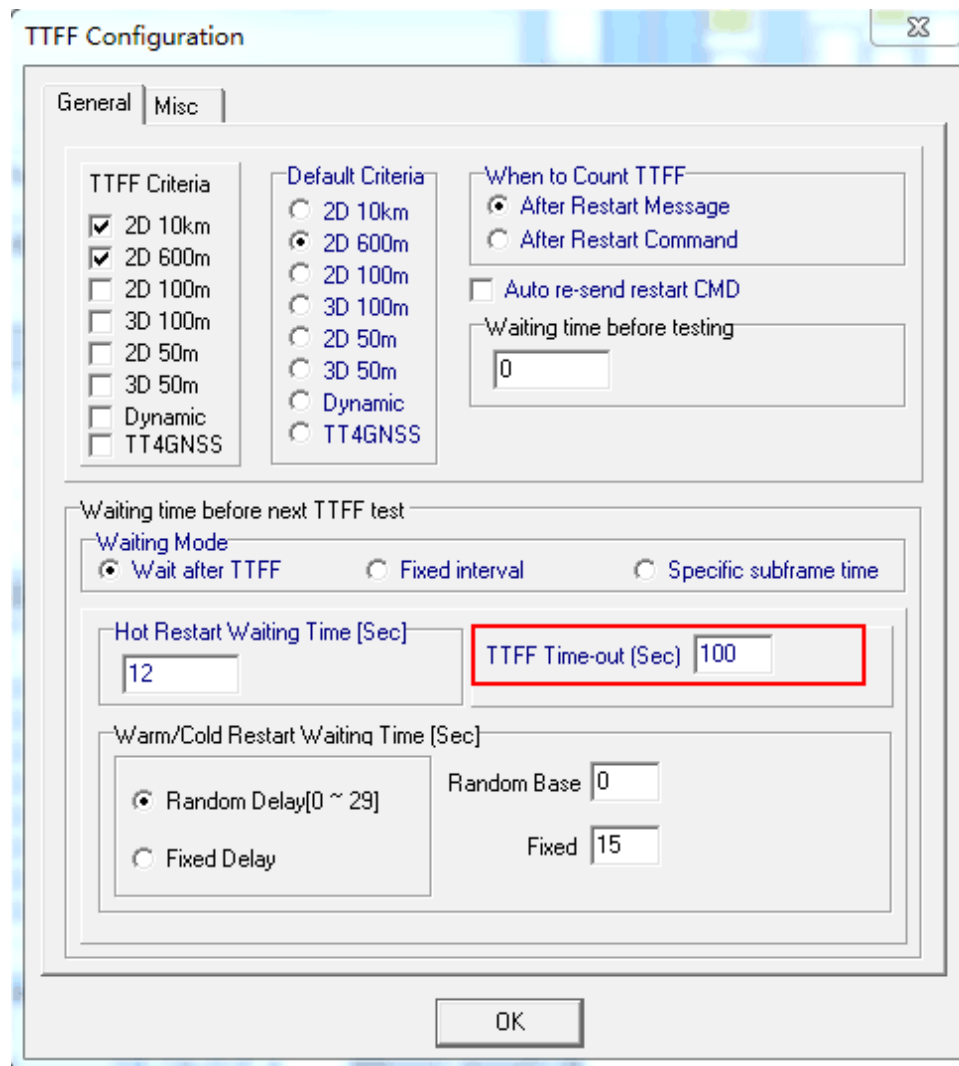 TTFF Configuration
General
Misc
TTFF Criteria
2D 10km
2D 600m
2D 100m
3D 100m
2D 50m
3D 50m
Dynamic
TT4GNSS
Default Criteria
2D 10km
2D 600m
2D 100m
3D 100m
2D 50m
3D 50m
Dynamic
TT4GNSS
When to Count TTFF
After Restart Message
After Restart Command
Auto re-send restart CMD
Waiting time before testing
0
Waiting time before next TTFF test
Waiting Mode
Wait after TTFF
Fixed interval
Specific subframe time
Hot Restart Waiting Time [Sec]
12
TTFF Time-out (Sec) 100
Warm/Cold Restart Waiting Time [Sec]
Random Delay[0 ~ 29]
Fixed Delay
Random Base 0
Fixed 15
OK